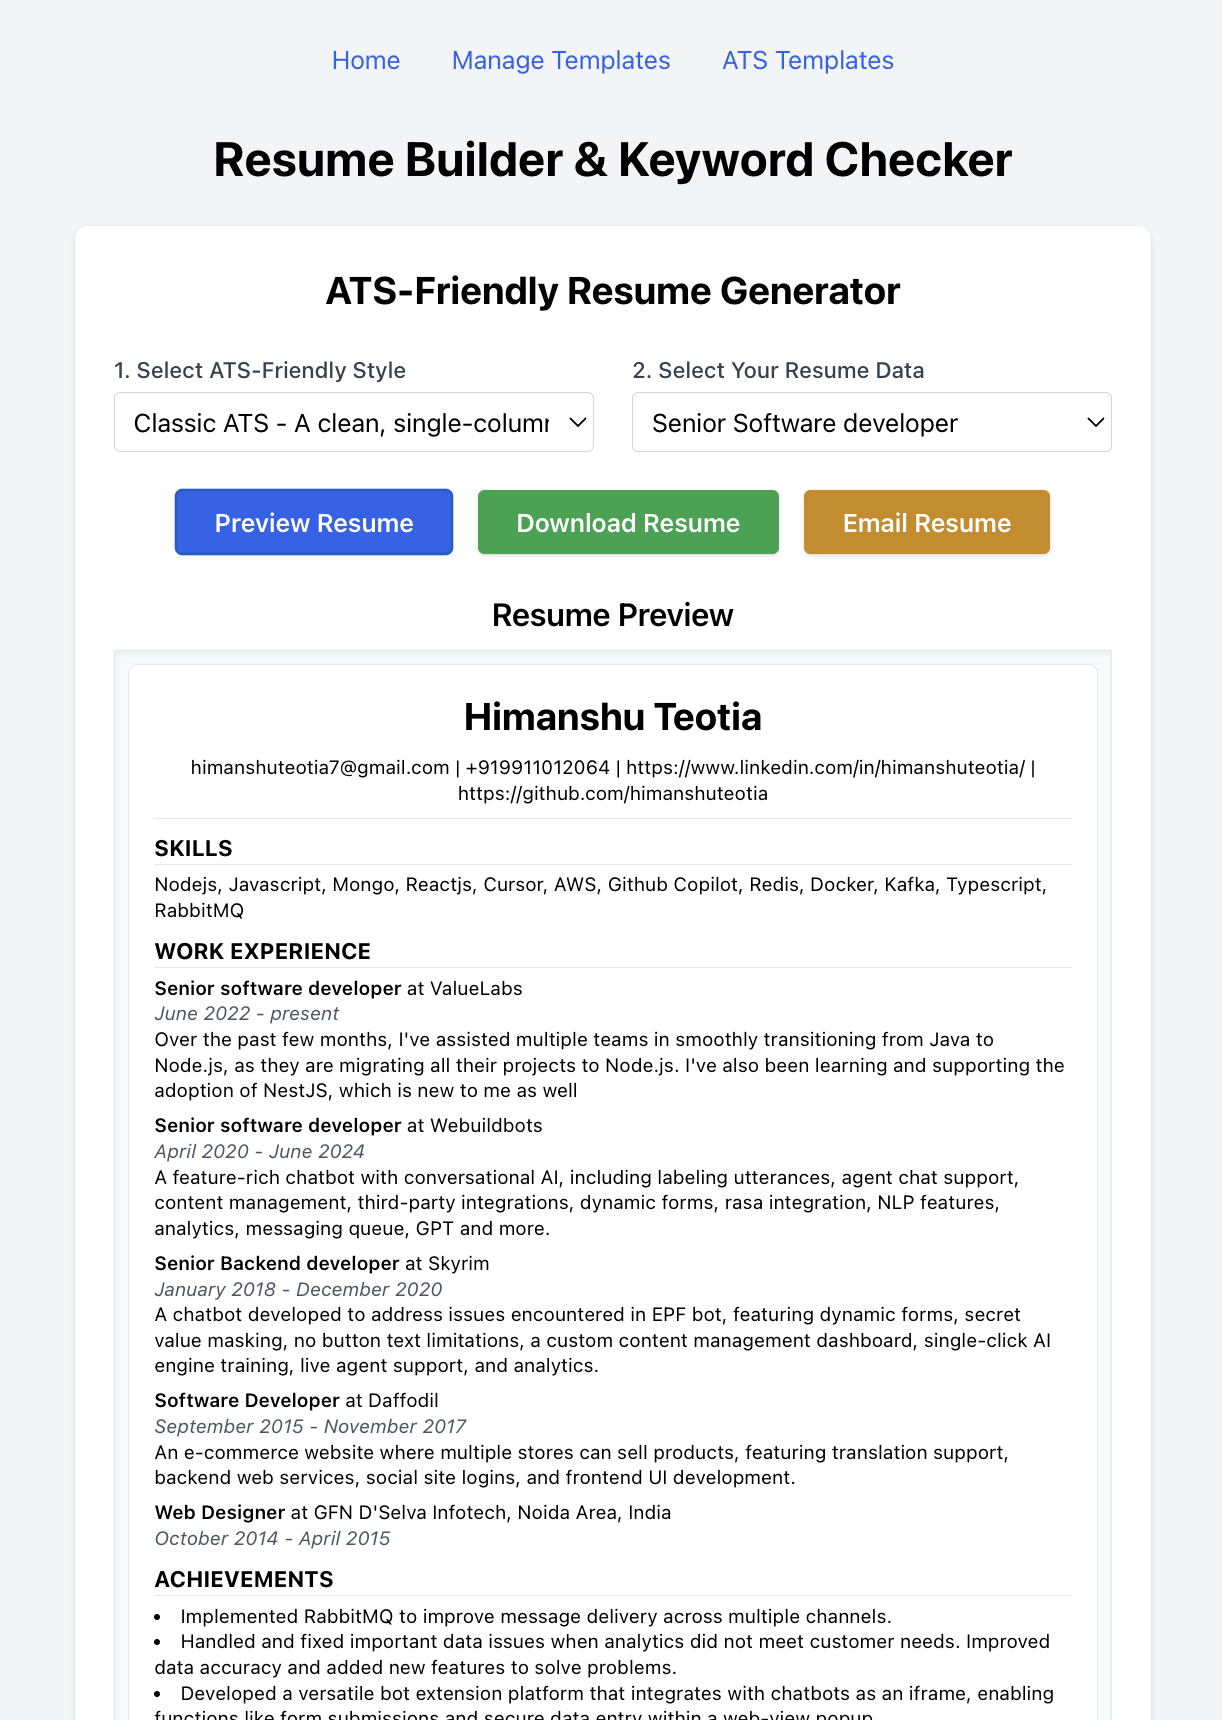 Home Manage Templates ATS Templates
Resume Builder & Keyword Checker
ATS-Friendly Resume Generator
1. Select ATS-Friendly Style
2. Select Your Resume Data
Classic ATS - A clean, single-column
Senior Software developer
Preview Resume Download Resume Email Resume
Resume Preview
Himanshu Teotia
himanshuteotia7@gmail.com | +919911012064 | https://www.linkedin.com/in/himanshuteotia/ |
https://github.com/himanshuteotia
SKILLS
Nodejs, Javascript, Mongo, Reactjs, Cursor, AWS, Github Copilot, Redis, Docker, Kafka, Typescript,
RabbitMQ
WORK EXPERIENCE
Senior software developer at ValueLabs
June 2022 - present
Over the past few months, I've assisted multiple teams in smoothly transitioning from Java to
Node.js, as they are migrating all their projects to Node.js. I've also been learning and supporting the
adoption of NestJS, which is new to me as well
Senior software developer at Webuildbots
April 2020 - June 2024
A feature-rich chatbot with conversational AI, including labeling utterances, agent chat support,
content management, third-party integrations, dynamic forms, rasa integration, NLP features,
analytics, messaging queue, GPT and more.
Senior Backend developer at Skyrim
January 2018 - December 2020
A chatbot developed to address issues encountered in EPF bot, featuring dynamic forms, secret
value masking, no button text limitations, a custom content management dashboard, single-click AI
engine training, live agent support, and analytics.
Software Developer at Daffodil
September 2015 - November 2017
An e-commerce website where multiple stores can sell products, featuring translation support,
backend web services, social site logins, and frontend UI development.
Web Designer at GFN D'Selva Infotech, Noida Area, India
October 2014 - April 2015
ACHIEVEMENTS
• Implemented RabbitMQ to improve message delivery across multiple channels.
• Handled and fixed important data issues when analytics did not meet customer needs. Improved
data accuracy and added new features to solve problems.
• Developed a versatile bot extension platform that integrates with chatbots as an iframe, enabling
functions like form submissions and secure data entry within a web-view popup.